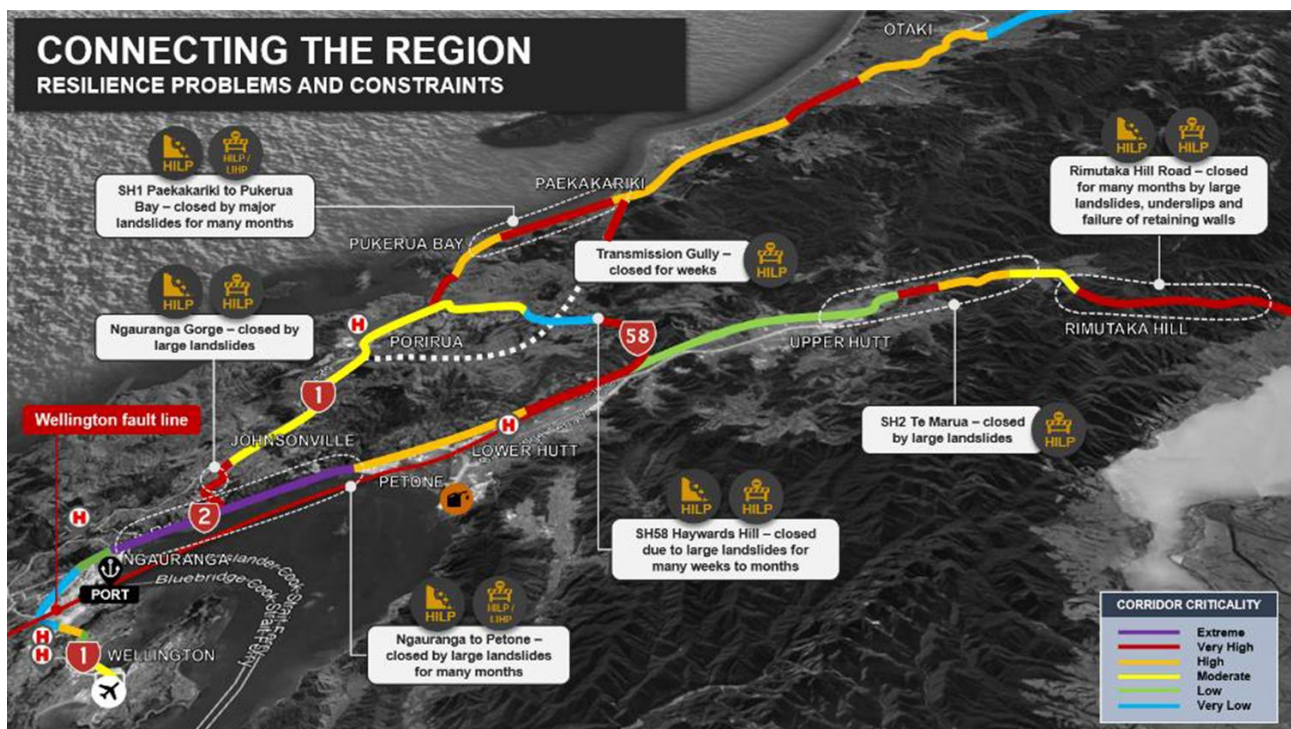 CONNECTING THE REGION
RESILIENCE PROBLEMS AND CONSTRAINTS
OTAKI
HILP
HILP /
LIHP
SH1 Paekakariki to Pukerua
Bay – closed by major
landslides for many months
HILP
HILP
Rimutaka Hill Road – closed
for many months by large
landslides, underslips and
failure of retaining walls
PAEKAKARIKI
PUKERUA BAY
Transmission Gully –
closed for weeks
HILP
HILP
HILP
Ngauranga Gorge – closed by
large landslides
H
PORIRUA
58
UPPER HUTT
RIMUTAKA HILL
1
Wellington fault line
JOHNSONVILLE
H
LOWER HUTT
SH2 Te Marua – closed
by large landslides
HILP
PETONE
2
H
HILP
HILP
SH58 Haywards Hill – closed
due to large landslides for
many weeks to months
NGAURANGA
PORT
Bluebridge Cook Strait Ferry
Islander Cook Strait Ferry
HILP
HILP /
LIHP
Ngauranga to Petone –
closed by large landslides
for many months
H
H
1
WELLINGTON
CORRIDOR CRITICALITY
Extreme
Very High
High
Moderate
Low
Very Low